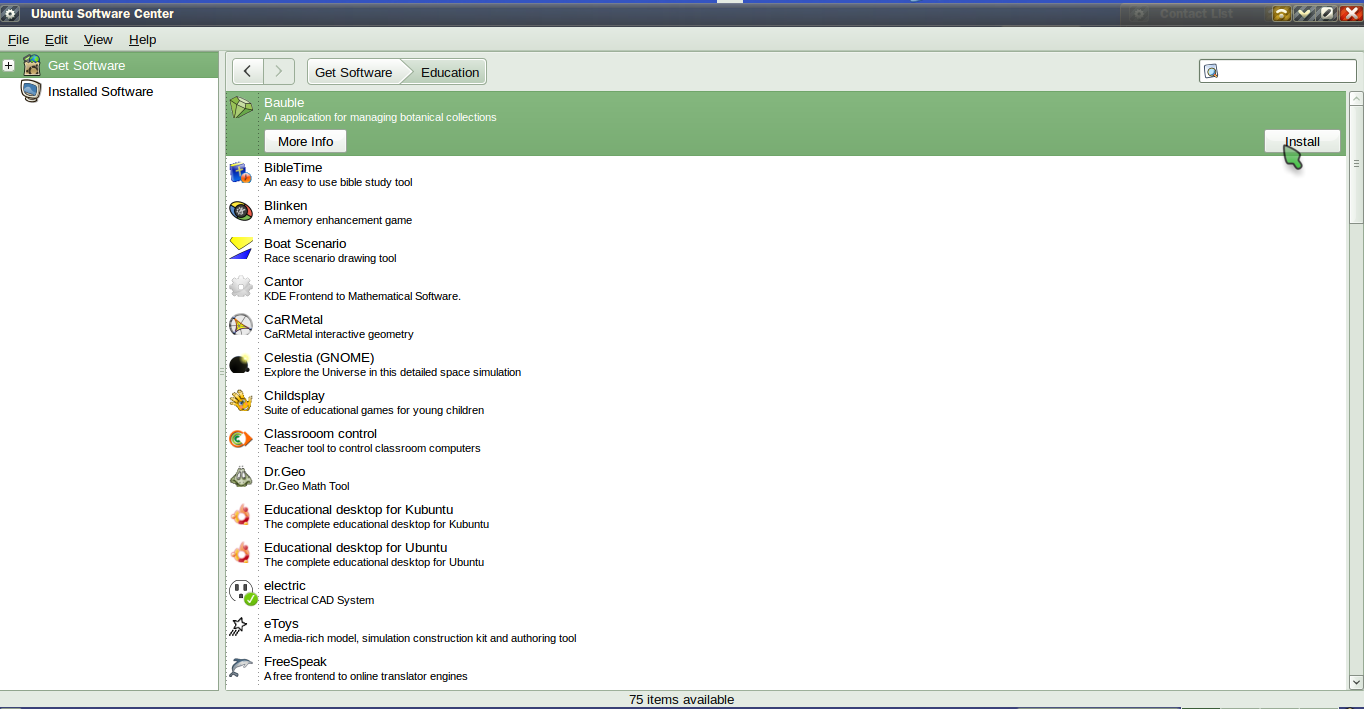 Ubuntu Software Center
Contact List
File Edit View Help
Get Software
Installed Software
Get Software Education
Bauble
An application for managing botanical collections
More Info
Install
BibleTime
An easy to use bible study tool
Blinken
A memory enhancement game
Boat Scenario
Race scenario drawing tool
Cantor
KDE Frontend to Mathematical Software.
CaRMetal
CaRMetal interactive geometry
Celestia (GNOME)
Explore the Universe in this detailed space simulation
Childsplay
Suite of educational games for young children
Classrooom control
Teacher tool to control classroom computers
Dr.Geo
Dr.Geo Math Tool
Educational desktop for Kubuntu
The complete educational desktop for Kubuntu
Educational desktop for Ubuntu
The complete educational desktop for Ubuntu
electric
Electrical CAD System
eToys
A media-rich model, simulation construction kit and authoring tool
FreeSpeak
A free frontend to online translator engines
75 items available